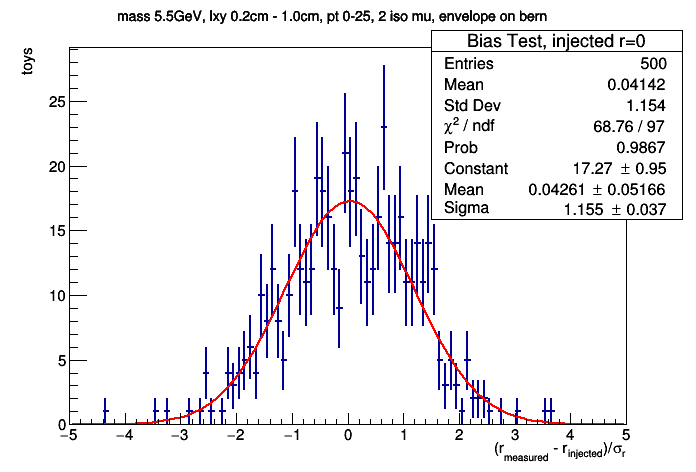 mass 5.5GeV, lxy 0.2cm - 1.0cm, pt 0-25, 2 iso mu, envelope on bern
Bias Test, injected r=0
Entries 500
Mean 0.04142
Std Dev 1.154
χ² / ndf 68.76 / 97
Prob 0.9867
Constant 17.27 ± 0.95
Mean 0.04261 ± 0.05166
Sigma 1.155 ± 0.037
toys
25
20
15
10
5
0
−5 −4 −3 −2 −1 0 1 2 3 4 5
(r_measured - r_injected)/σ_r